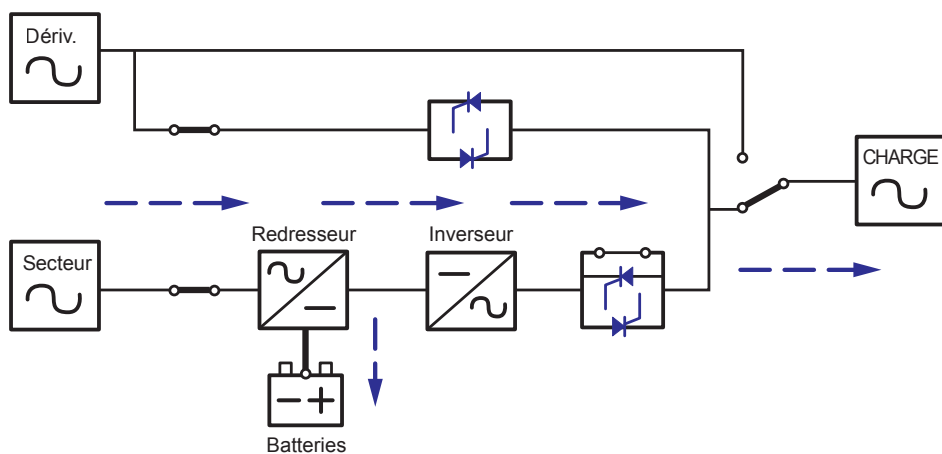 Dériv.
CHARGE
Secteur
Redresseur
Inverseur
Batteries